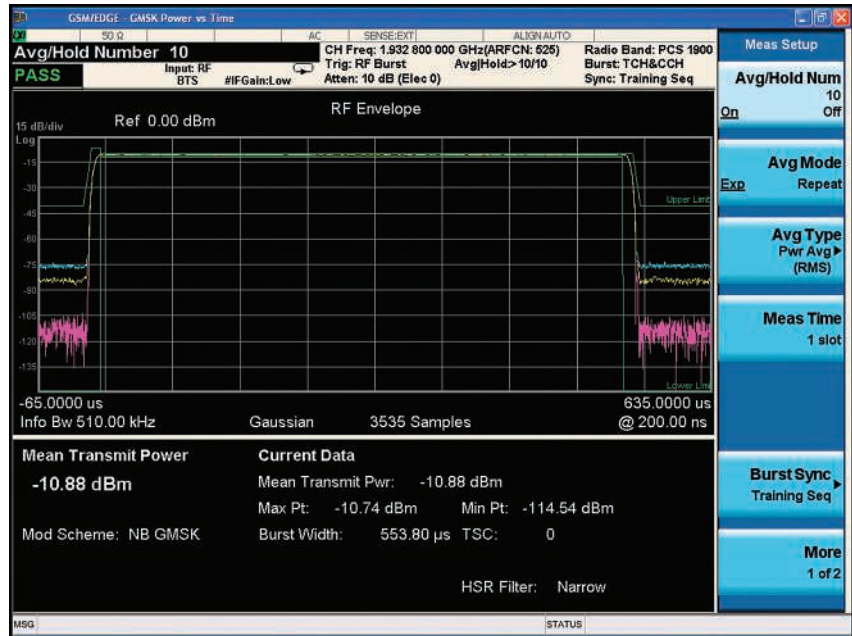 GSM/EDGE - GMSK Power vs Time
50 Ω AC SENSE:EXT ALIGN AUTO
Avg/Hold Number 10
CH Freq: 1.932 800 000 GHz(ARFCN: 525) Radio Band: PCS 1900
Trig: RF Burst Avg|Hold:> 10/10 Burst: TCH&CCH
PASS Input: RF BTS #IFGain:Low Atten: 10 dB (Elec 0) Sync: Training Seq
RF Envelope
15 dB/div Ref 0.00 dBm
Log
-15
-30
Upper Limit
-45
-60
-75
-90
-105
-120
-135
Lower Limit
-65.0000 us 635.0000 us
Info Bw 510.00 kHz Gaussian 3535 Samples @ 200.00 ns
Mean Transmit Power Current Data
-10.88 dBm Mean Transmit Pwr: -10.88 dBm
Max Pt: -10.74 dBm Min Pt: -114.54 dBm
Mod Scheme: NB GMSK Burst Width: 553.80 µs TSC: 0
HSR Filter: Narrow
MSG STATUS
Meas Setup
Avg/Hold Num
10
On Off
Avg Mode
Exp Repeat
Avg Type
Pwr Avg
(RMS)
Meas Time
1 slot
Burst Sync
Training Seq
More
1 of 2